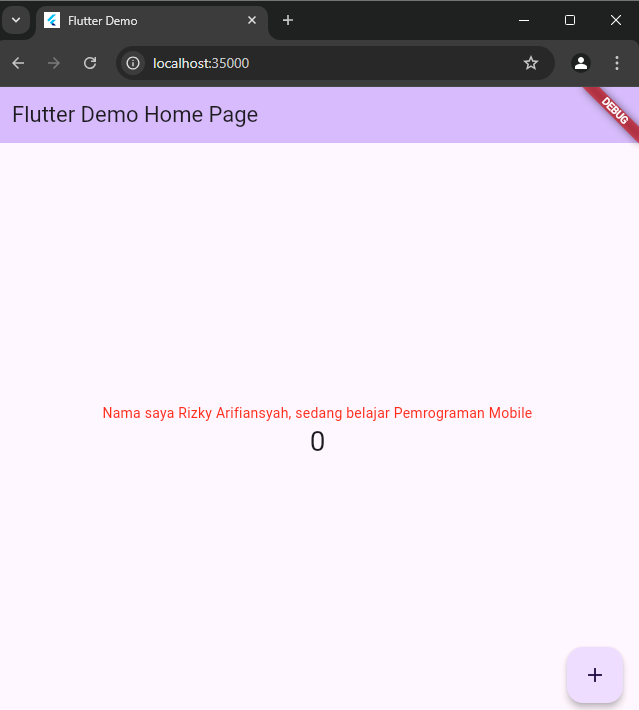 Flutter Demo
localhost:35000
Flutter Demo Home Page
DEBUG
Nama saya Rizky Arifiansyah, sedang belajar Pemrograman Mobile
0